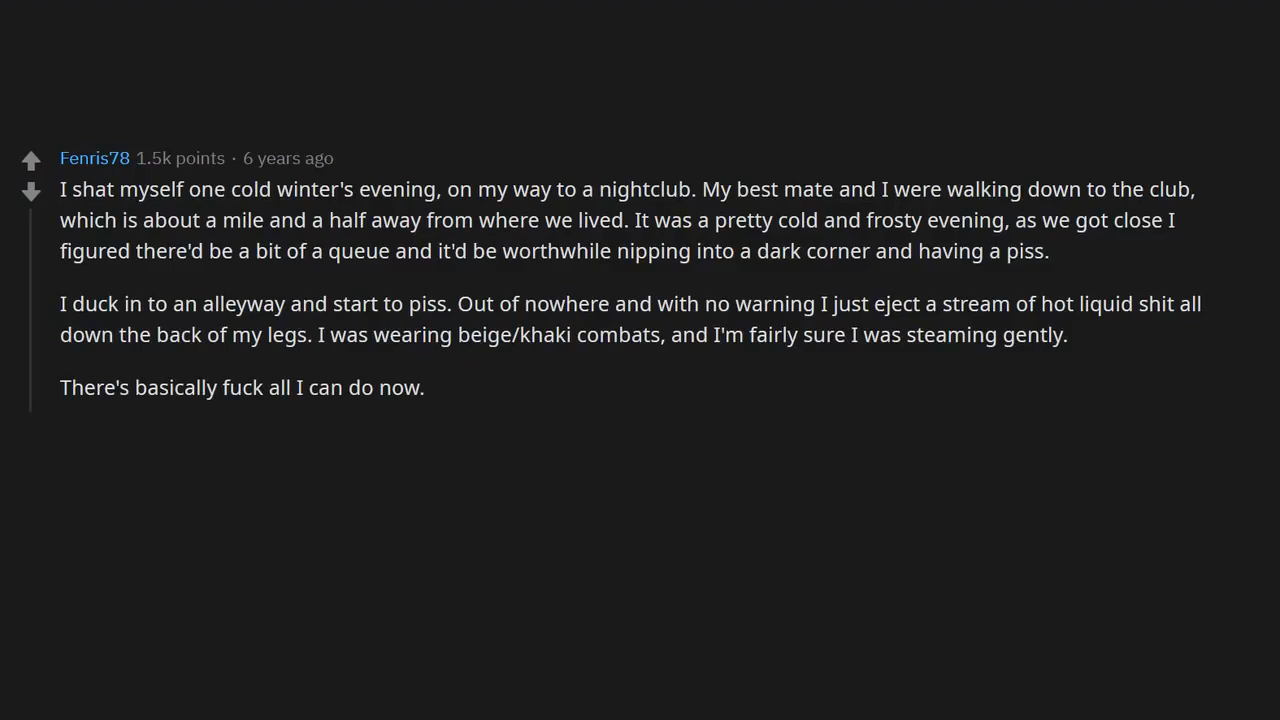 Fenris78 1.5k points · 6 years ago
I shat myself one cold winter's evening, on my way to a nightclub. My best mate and I were walking down to the club,
which is about a mile and a half away from where we lived. It was a pretty cold and frosty evening, as we got close I
figured there'd be a bit of a queue and it'd be worthwhile nipping into a dark corner and having a piss.
I duck in to an alleyway and start to piss. Out of nowhere and with no warning I just eject a stream of hot liquid shit all
down the back of my legs. I was wearing beige/khaki combats, and I'm fairly sure I was steaming gently.
There's basically fuck all I can do now.